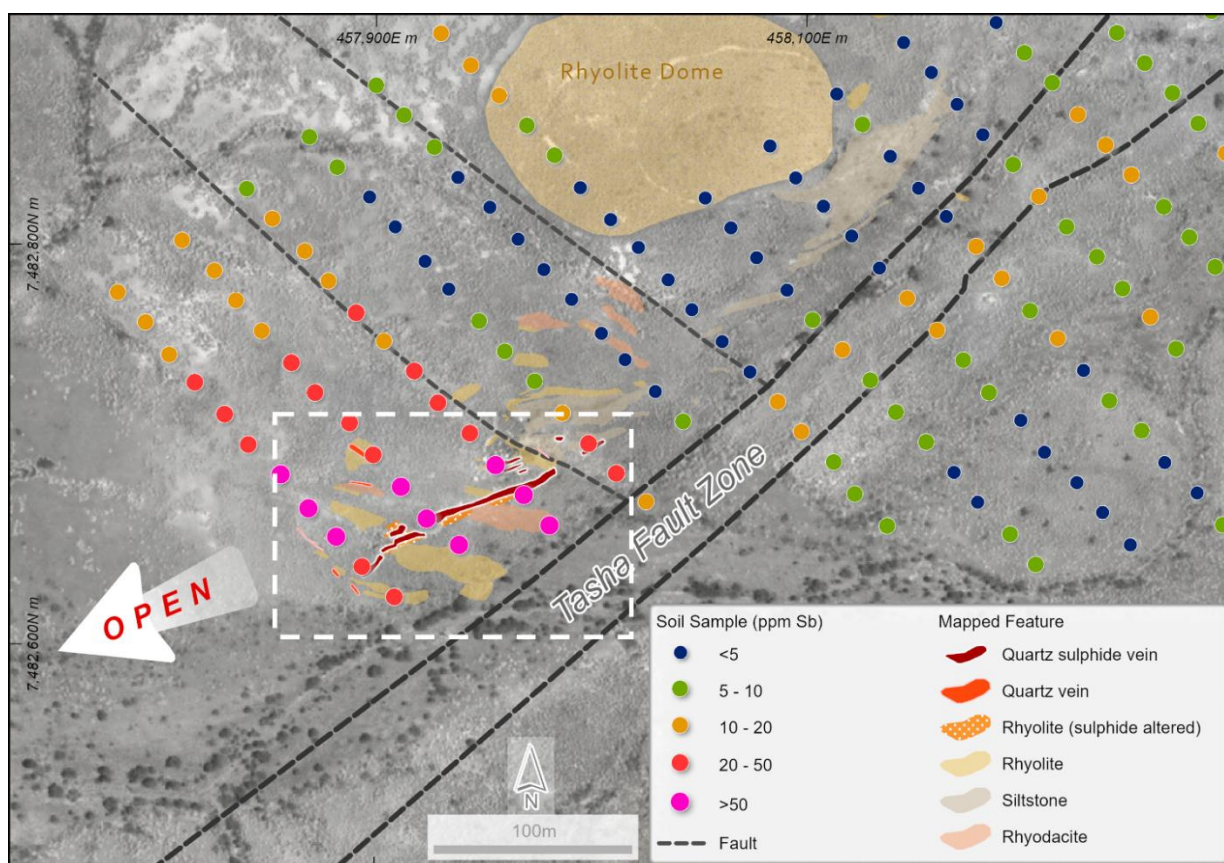 457,900E m
458,100E m
Rhyolite Dome
7,482,800N m
Tasha Fault Zone
OPEN
7,482,600N m
N
100m
Soil Sample (ppm Sb)
<5
5 - 10
10 - 20
20 - 50
>50
Fault
Mapped Feature
Quartz sulphide vein
Quartz vein
Rhyolite (sulphide altered)
Rhyolite
Siltstone
Rhyodacite